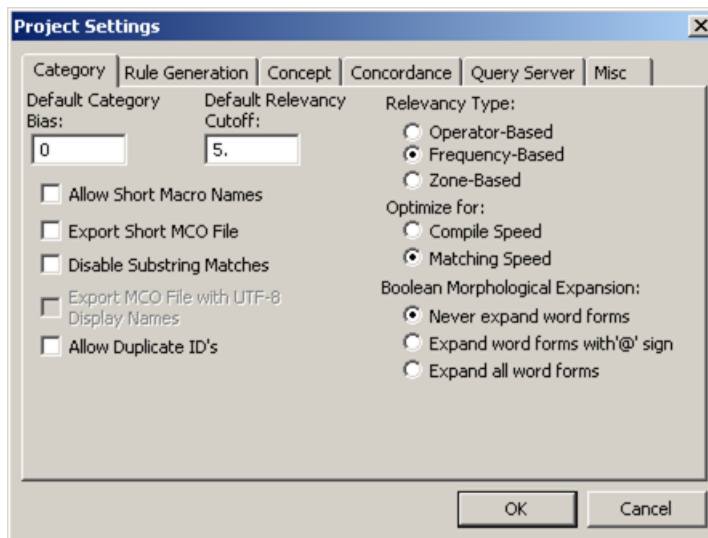 Project Settings
Category Rule Generation Concept Concordance Query Server Misc
Default Category
Bias:
0
Default Relevancy
Cutoff:
5.
Allow Short Macro Names
Export Short MCO File
Disable Substring Matches
Export MCO File with UTF-8
Display Names
Allow Duplicate ID's
Relevancy Type:
Operator-Based
Frequency-Based
Zone-Based
Optimize for:
Compile Speed
Matching Speed
Boolean Morphological Expansion:
Never expand word forms
Expand word forms with'@' sign
Expand all word forms
OK Cancel